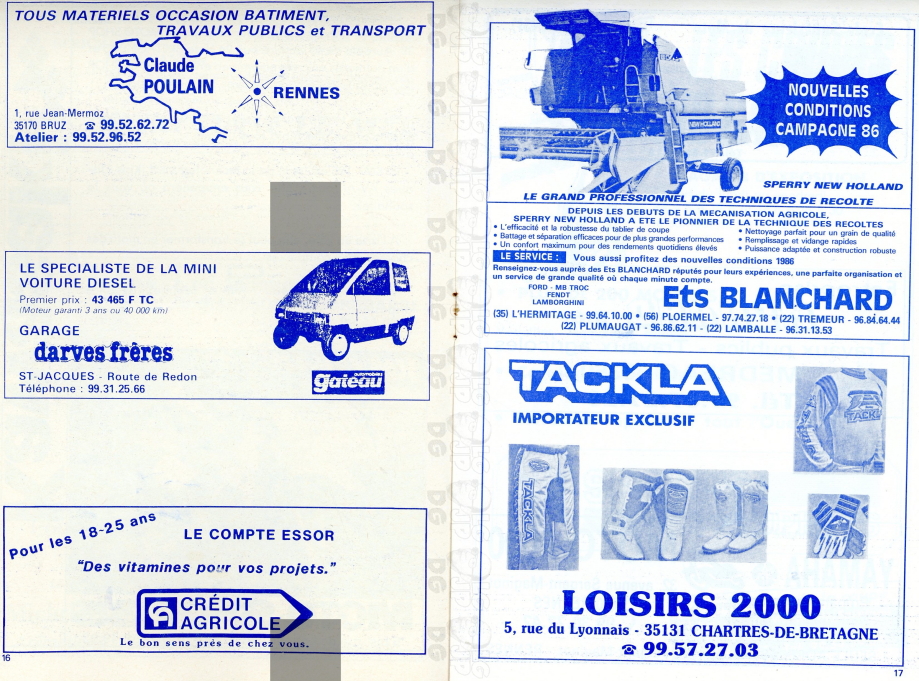 TOUS MATERIELS OCCASION BATIMENT,
TRAVAUX PUBLICS et TRANSPORT
Claude
POULAIN
RENNES
1, rue Jean-Mermoz
35170 BRUZ ☎ 99.52.62.72
Atelier : 99.52.96.52
LE SPECIALISTE DE LA MINI
VOITURE DIESEL
Premier prix : 43 465 F TC
(Moteur garanti 3 ans ou 40 000 km)
GARAGE
darves frères
ST-JACQUES - Route de Redon
Téléphone : 99.31.25.66
automobiles
gateau
Pour les 18-25 ans
LE COMPTE ESSOR
"Des vitamines pour vos projets."
CA CRÉDIT
AGRICOLE
Le bon sens près de chez vous.
16
NEW HOLLAND
NOUVELLES
CONDITIONS
CAMPAGNE 86
SPERRY NEW HOLLAND
LE GRAND PROFESSIONNEL DES TECHNIQUES DE RECOLTE
DEPUIS LES DEBUTS DE LA MECANISATION AGRICOLE,
SPERRY NEW HOLLAND A ETE LE PIONNIER DE LA TECHNIQUE DES RECOLTES
• L'efficacité et la robustesse du tablier de coupe
• Battage et séparation efficaces pour de plus grandes performances
• Un confort maximum pour des rendements quotidiens élevés
• Nettoyage parfait pour un grain de qualité
• Remplissage et vidange rapides
• Puissance adaptée et construction robuste
LE SERVICE : Vous aussi profitez des nouvelles conditions 1986
Renseignez-vous auprès des Ets BLANCHARD réputés pour leurs expériences, une parfaite organisation et
un service de grande qualité où chaque minute compte.
FORD - MB TROC
FENDT
LAMBORGHINI
Ets BLANCHARD
(35) L'HERMITAGE - 99.64.10.00 • (56) PLOERMEL - 97.74.27.18 • (22) TREMEUR - 96.84.64.44
(22) PLUMAUGAT - 96.86.62.11 - (22) LAMBALLE - 96.31.13.53
TACKLA
IMPORTATEUR EXCLUSIF
TACKLA
TACKLA
LOISIRS 2000
5, rue du Lyonnais - 35131 CHARTRES-DE-BRETAGNE
☎ 99.57.27.03
17